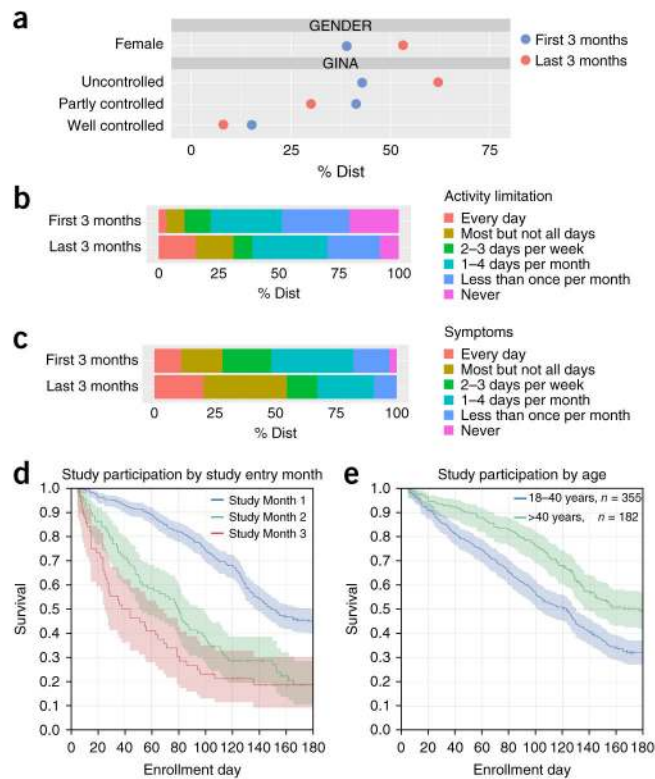 a
GENDER
Female
GINA
Uncontrolled
Partly controlled
Well controlled
0 25 50 75
% Dist
First 3 months
Last 3 months
b
First 3 months
Last 3 months
0 25 50 75 100
% Dist
Activity limitation
Every day
Most but not all days
2–3 days per week
1–4 days per month
Less than once per month
Never
c
First 3 months
Last 3 months
0 25 50 75 100
% Dist
Symptoms
Every day
Most but not all days
2–3 days per week
1–4 days per month
Less than once per month
Never
d
Study participation by study entry month
Study Month 1
Study Month 2
Study Month 3
Survival
1.0
0.9
0.8
0.7
0.6
0.5
0.4
0.3
0.2
0.1
0.0
0 20 40 60 80 100 120 140 160 180
Enrollment day
e
Study participation by age
18–40 years, n = 355
>40 years, n = 182
Survival
1.0
0.9
0.8
0.7
0.6
0.5
0.4
0.3
0.2
0.1
0.0
0 20 40 60 80 100 120 140 160 180
Enrollment day